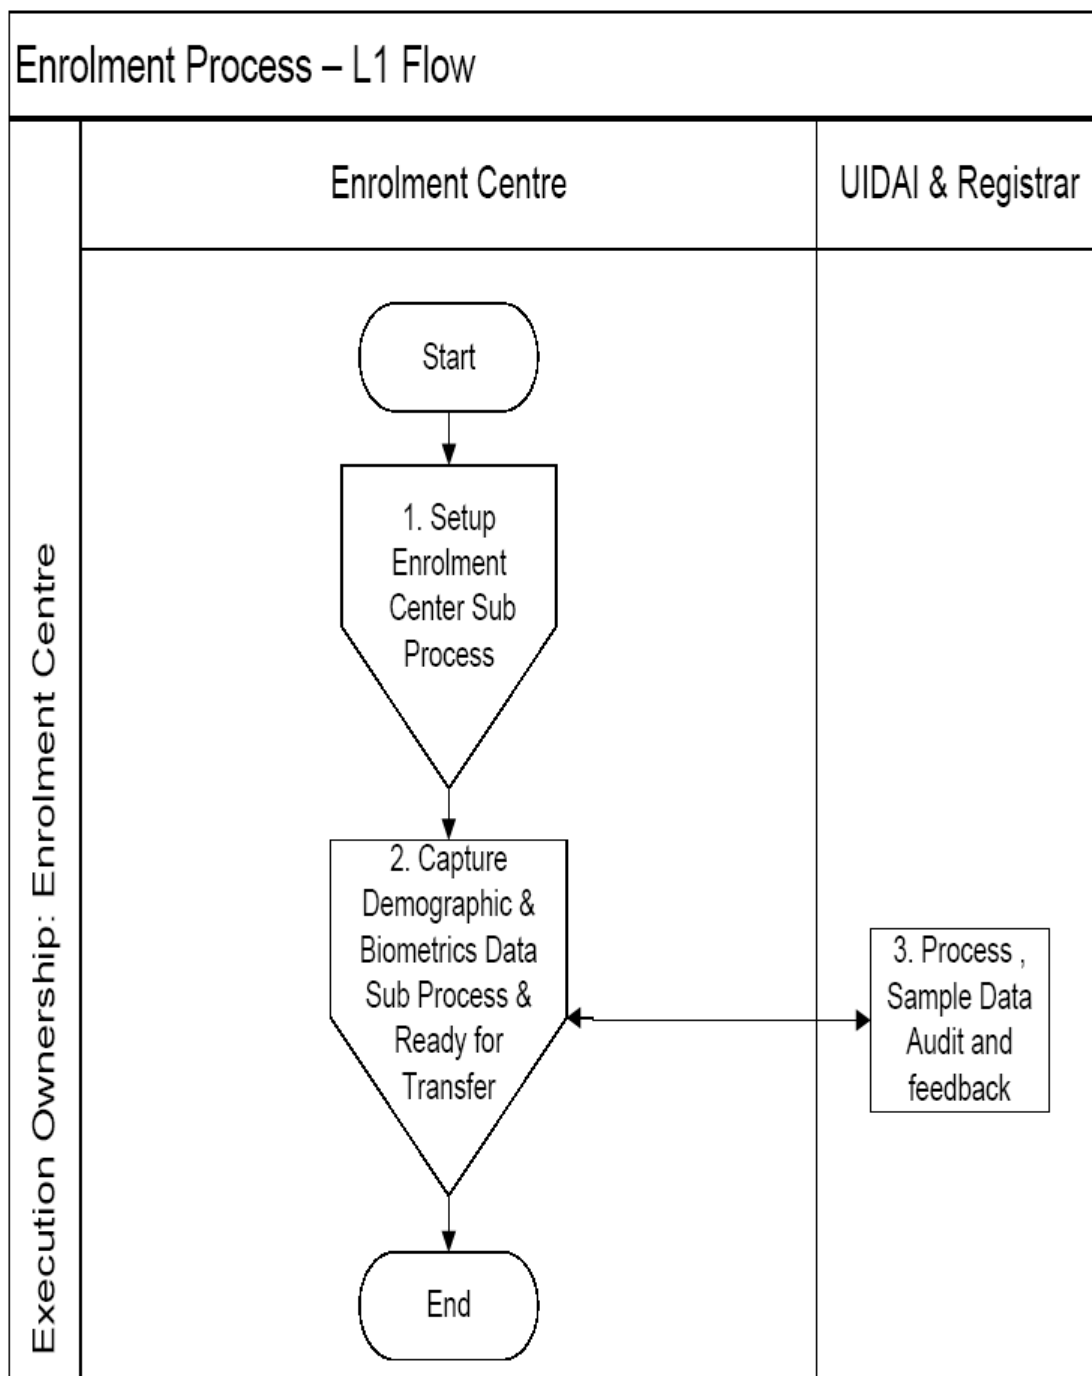 Enrolment Process – L1 Flow
Enrolment Centre
UIDAI & Registrar
Execution Ownership: Enrolment Centre
Start
1. Setup
Enrolment
Center Sub
Process
2. Capture
Demographic &
Biometrics Data
Sub Process &
Ready for
Transfer
3. Process ,
Sample Data
Audit and
feedback
End